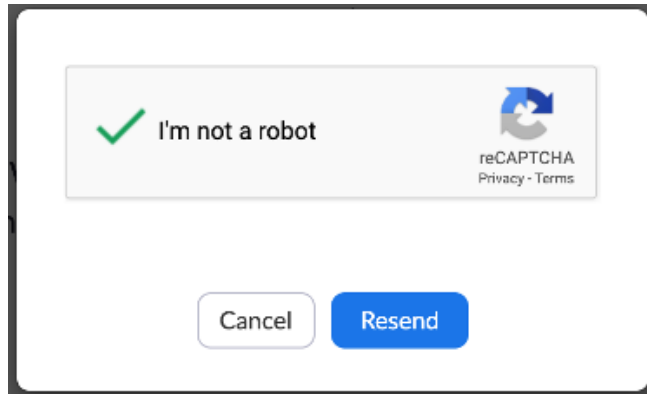 I'm not a robot
reCAPTCHA
Privacy - Terms
Cancel
Resend